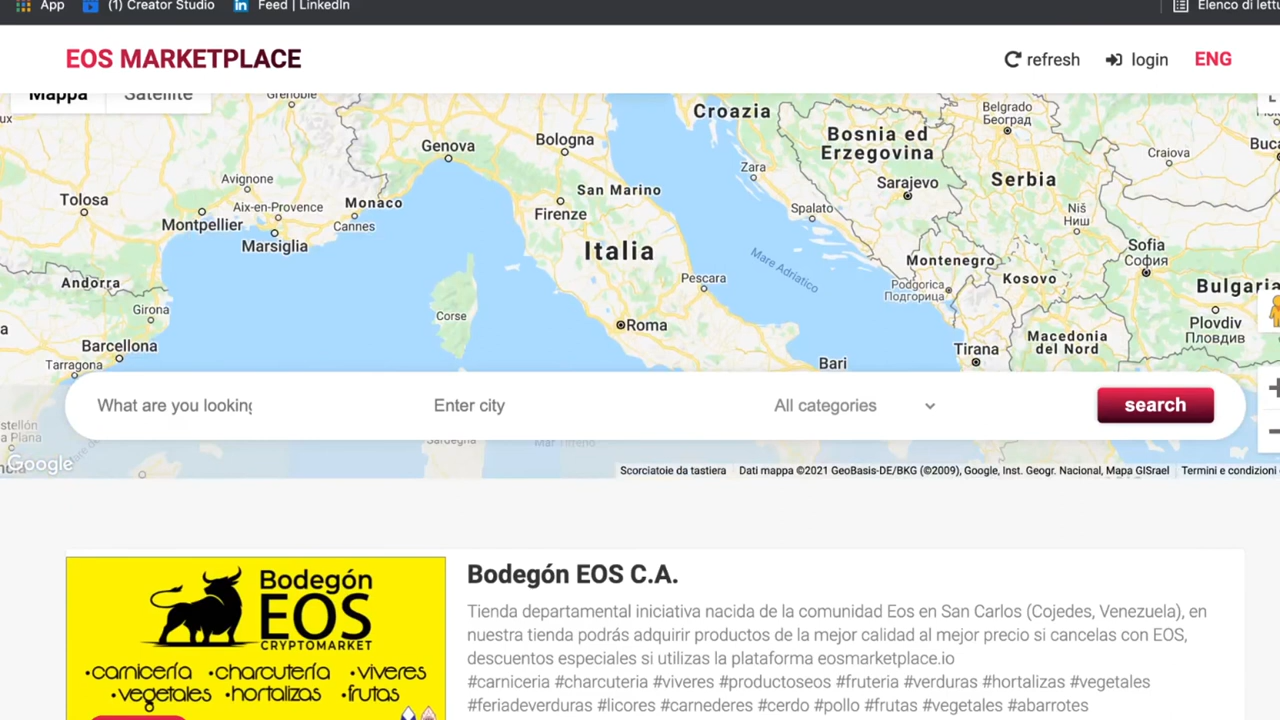 App (1) Creator Studio Feed | LinkedIn Elenco di lettu
EOS MARKETPLACE refresh login ENG
Mappa Satellite
Grenoble
Croazia
Belgrado
Београд
Bosnia ed
Erzegovina
Genova
Bologna
Craiova
Buca
Zara
Avignone
San Marino
Sarajevo
Serbia
Tolosa
Aix-en-Provence
Monaco
Firenze
Spalato
Niš
Ниш
Montpellier
Cannes
Marsiglia
Italia
Sofia
София
Mare Adriatico
Montenegro
Andorra
Pescara
Kosovo
Podgorica
Подгорица
Bulgaria
Girona
Corse
Roma
Plovdiv
Пловдив
Barcellona
Macedonia
del Nord
Tirana
Tarragona
Bari
What are you looking Enter city All categories search
stellón
a Plana
Sardegna
Mar Tirreno
Google
Scorciatoie da tastiera Dati mappa ©2021 GeoBasis-DE/BKG (©2009), Google, Inst. Geogr. Nacional, Mapa GISrael Termini e condizioni
Bodegón
EOS
CRYPTOMARKET
•carnicería •charcutería •viveres
•vegetales •hortalizas •frutas
Bodegón EOS C.A.
Tienda departamental iniciativa nacida de la comunidad Eos en San Carlos (Cojedes, Venezuela), en
nuestra tienda podrás adquirir productos de la mejor calidad al mejor precio si cancelas con EOS,
descuentos especiales si utilizas la plataforma eosmarketplace.io
#carniceria #charcuteria #viveres #productoseos #fruteria #verduras #hortalizas #vegetales
#feriadeverduras #licores #carnederes #cerdo #pollo #frutas #vegetales #abarrotes